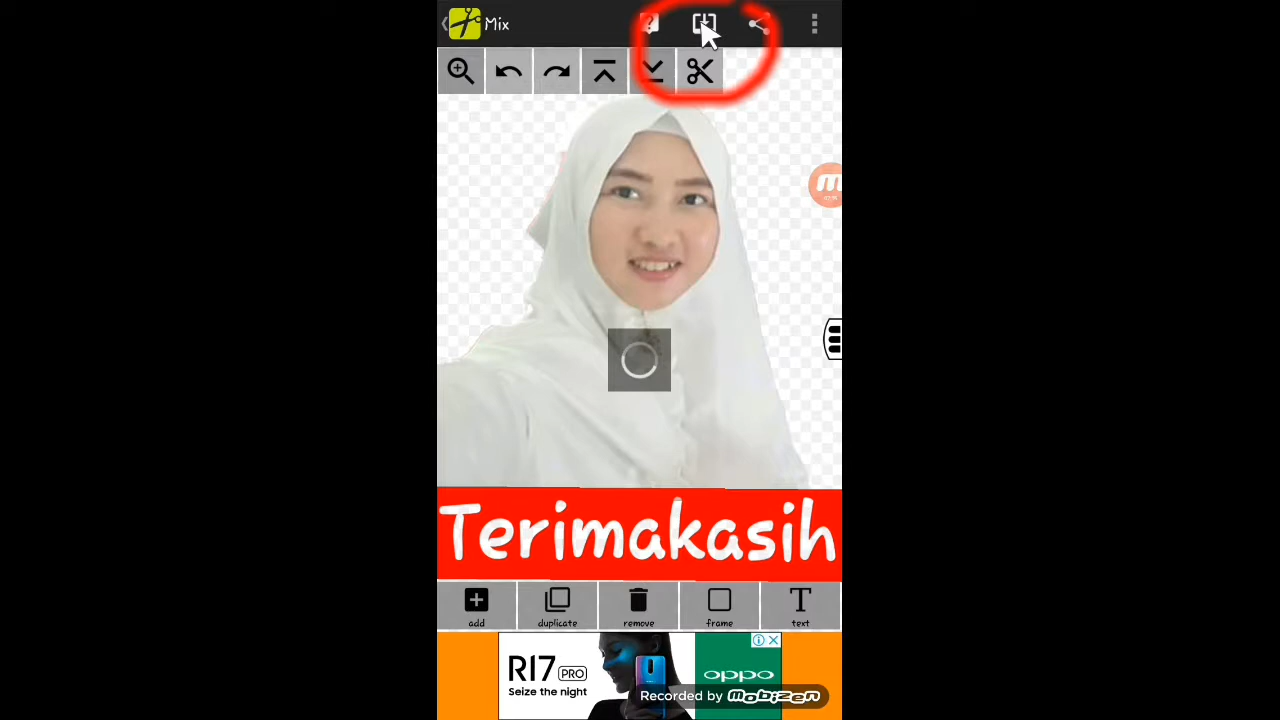 Mix
Terimakasih
add
duplicate
remove
frame
text
R17 PRO
Seize the night
oppo
Recorded by mobizen